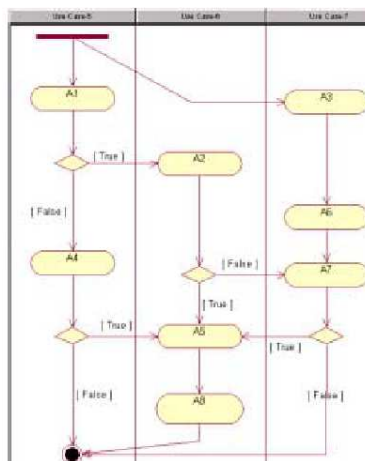 Use Case-5
Use Case-6
Use Case-7
A1
A3
[ True ]
A2
[ False ]
A6
A4
[ False ]
A7
[ True ]
[ True ]
A5
[ True ]
[ False ]
A8
[ False ]